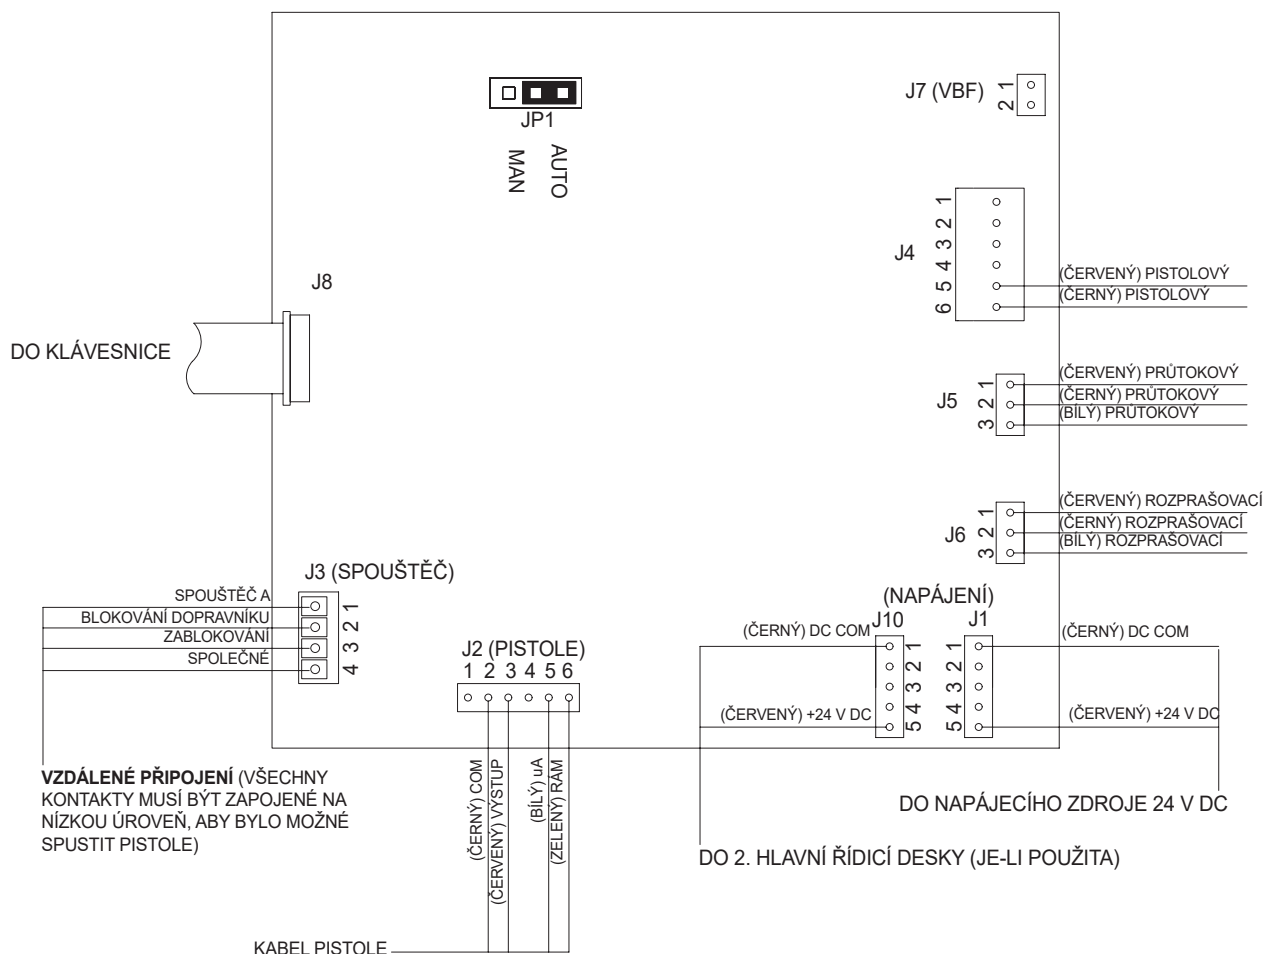 J7 (VBF)
1
2
JP1
MAN
AUTO
J4
1
2
3
4
5
6
(ČERVENÝ) PISTOLOVÝ
(ČERNÝ) PISTOLOVÝ
J8
DO KLÁVESNICE
J5
1
2
3
(ČERVENÝ) PRŮTOKOVÝ
(ČERNÝ) PRŮTOKOVÝ
(BÍLÝ) PRŮTOKOVÝ
J6
1
2
3
(ČERVENÝ) ROZPRAŠOVACÍ
(ČERNÝ) ROZPRAŠOVACÍ
(BÍLÝ) ROZPRAŠOVACÍ
J3 (SPOUŠTĚČ)
SPOUŠTĚČ A
BLOKOVÁNÍ DOPRAVNÍKU
ZABLOKOVÁNÍ
SPOLEČNÉ
1
2
3
4
J2 (PISTOLE)
1 2 3 4 5 6
(NAPÁJENÍ)
J10
J1
(ČERNÝ) DC COM
1
2
3
4
5
1
2
3
4
5
(ČERNÝ) DC COM
(ČERVENÝ) +24 V DC
(ČERVENÝ) +24 V DC
(ČERNÝ) COM
(ČERVENÝ) VÝSTUP
(BÍLÝ) uA
(ZELENÝ) RÁM
VZDÁLENÉ PŘIPOJENÍ (VŠECHNY
KONTAKTY MUSÍ BÝT ZAPOJENÉ NA
NÍZKOU ÚROVEŇ, ABY BYLO MOŽNÉ
SPUSTIT PISTOLE)
DO NAPÁJECÍHO ZDROJE 24 V DC
DO 2. HLAVNÍ ŘÍDICÍ DESKY (JE-LI POUŽITA)
KABEL PISTOLE